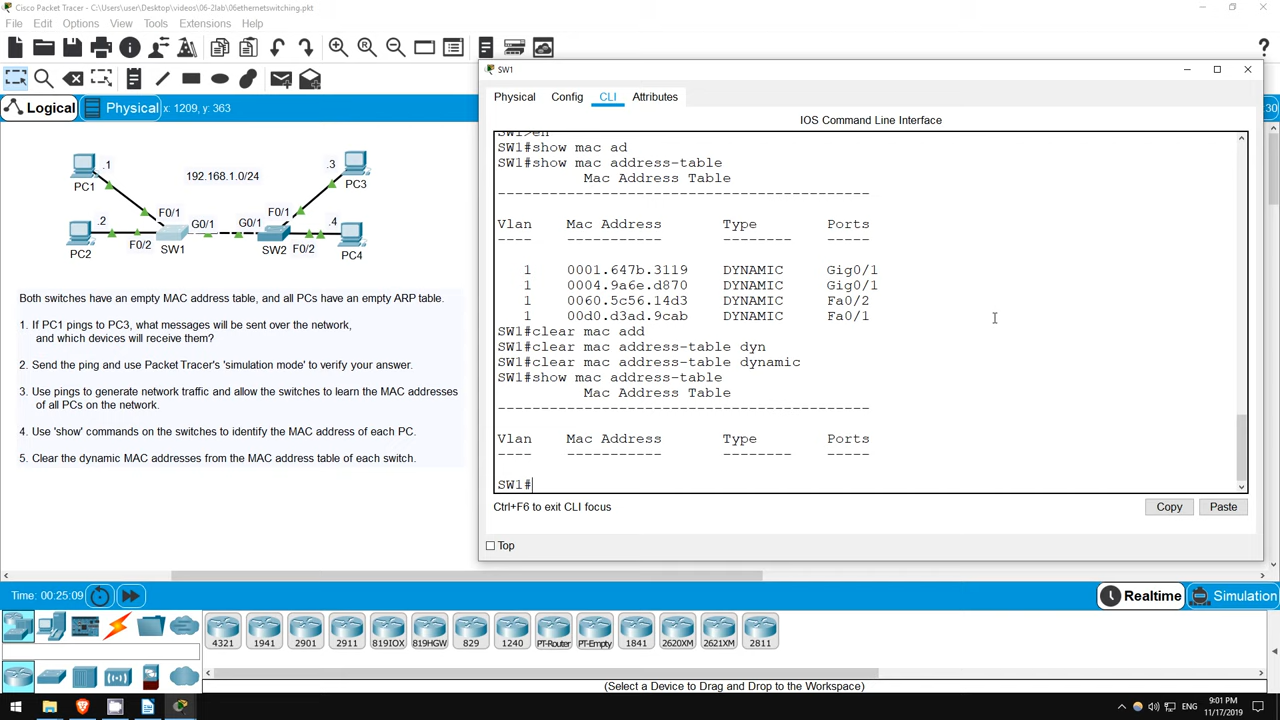 Cisco Packet Tracer - C:\Users\user\Desktop\videos\06-2lab\06ethernetswitching.pkt
File Edit Options View Tools Extensions Help
Logical Physical x: 1209, y: 363
PC1 .1 192.168.1.0/24 .3 PC3
F0/1 F0/1
.2 G0/1 G0/1 .4
PC2 F0/2 SW1 SW2 F0/2 PC4
Both switches have an empty MAC address table, and all PCs have an empty ARP table.
1. If PC1 pings to PC3, what messages will be sent over the network,
and which devices will receive them?
2. Send the ping and use Packet Tracer's 'simulation mode' to verify your answer.
3. Use pings to generate network traffic and allow the switches to learn the MAC addresses
of all PCs on the network.
4. Use 'show' commands on the switches to identify the MAC address of each PC.
5. Clear the dynamic MAC addresses from the MAC address table of each switch.
SW1
Physical Config CLI Attributes
:30
IOS Command Line Interface
SW1>en
SW1#show mac ad
SW1#show mac address-table
Mac Address Table
-------------------------------------------
Vlan Mac Address Type Ports
---- ----------- -------- -----
1 0001.647b.3119 DYNAMIC Gig0/1
1 0004.9a6e.d870 DYNAMIC Gig0/1
1 0060.5c56.14d3 DYNAMIC Fa0/2
1 00d0.d3ad.9cab DYNAMIC Fa0/1
SW1#clear mac add
SW1#clear mac address-table dyn
SW1#clear mac address-table dynamic
SW1#show mac address-table
Mac Address Table
-------------------------------------------
Vlan Mac Address Type Ports
---- ----------- -------- -----
SW1#
Ctrl+F6 to exit CLI focus
Copy Paste
Top
Time: 00:25:09
Realtime Simulation
4321 1941 2901 2911 819IOX 819HGW 829 1240 PT-Router PT-Empty 1841 2620XM 2621XM 2811
(Select a Device to Drag and Drop to the Workspace)
ENG
9:01 PM
11/17/2019